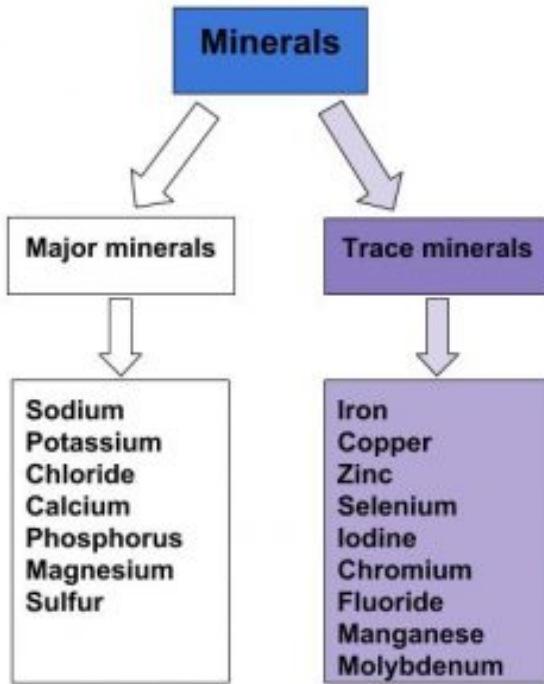 Minerals
Major minerals
Trace minerals
Sodium
Potassium
Chloride
Calcium
Phosphorus
Magnesium
Sulfur
Iron
Copper
Zinc
Selenium
Iodine
Chromium
Fluoride
Manganese
Molybdenum